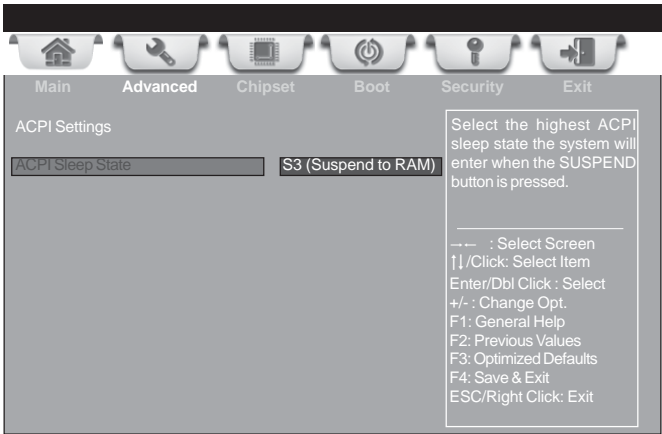 Main Advanced Chipset Boot Security Exit
ACPI Settings
ACPI Sleep State S3 (Suspend to RAM)
Select the highest ACPI
sleep state the system will
enter when the SUSPEND
button is pressed.
→← : Select Screen
↑↓/Click: Select Item
Enter/Dbl Click : Select
+/- : Change Opt.
F1: General Help
F2: Previous Values
F3: Optimized Defaults
F4: Save & Exit
ESC/Right Click: Exit